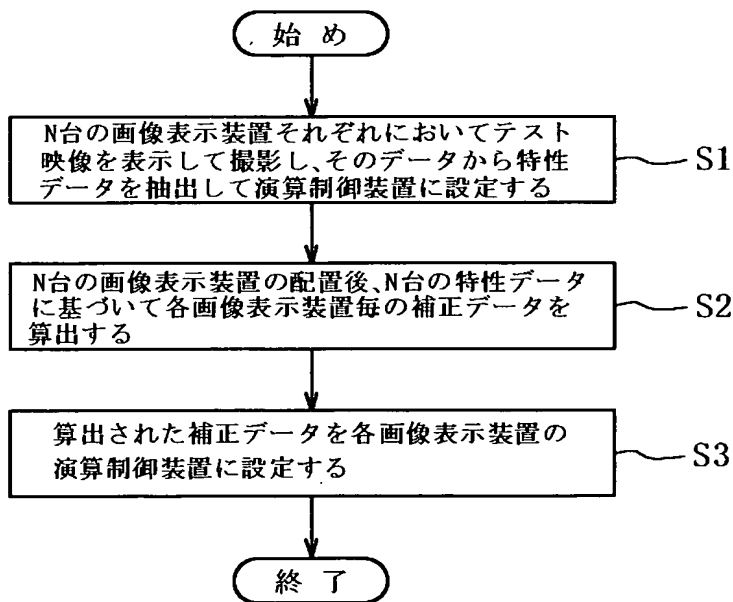 始め
N台の画像表示装置それぞれにおいてテスト
映像を表示して撮影し、そのデータから特性
データを抽出して演算制御装置に設定する
S1
N台の画像表示装置の配置後、N台の特性データ
に基づいて各画像表示装置毎の補正データを
算出する
S2
算出された補正データを各画像表示装置の
演算制御装置に設定する
S3
終了